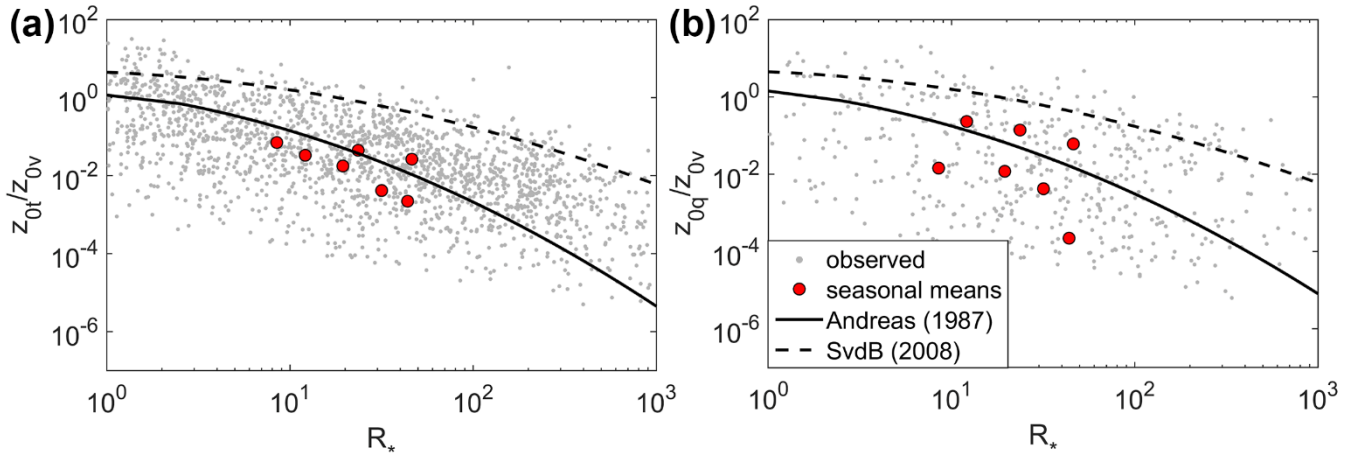 (a)
10^2
10^0
10^-2
10^-4
10^-6
z_0t/z_0v
10^0 10^1 10^2 10^3
R_*
(b)
10^2
10^0
10^-2
10^-4
10^-6
z_0q/z_0v
observed
seasonal means
Andreas (1987)
SvdB (2008)
10^0 10^1 10^2 10^3
R_*